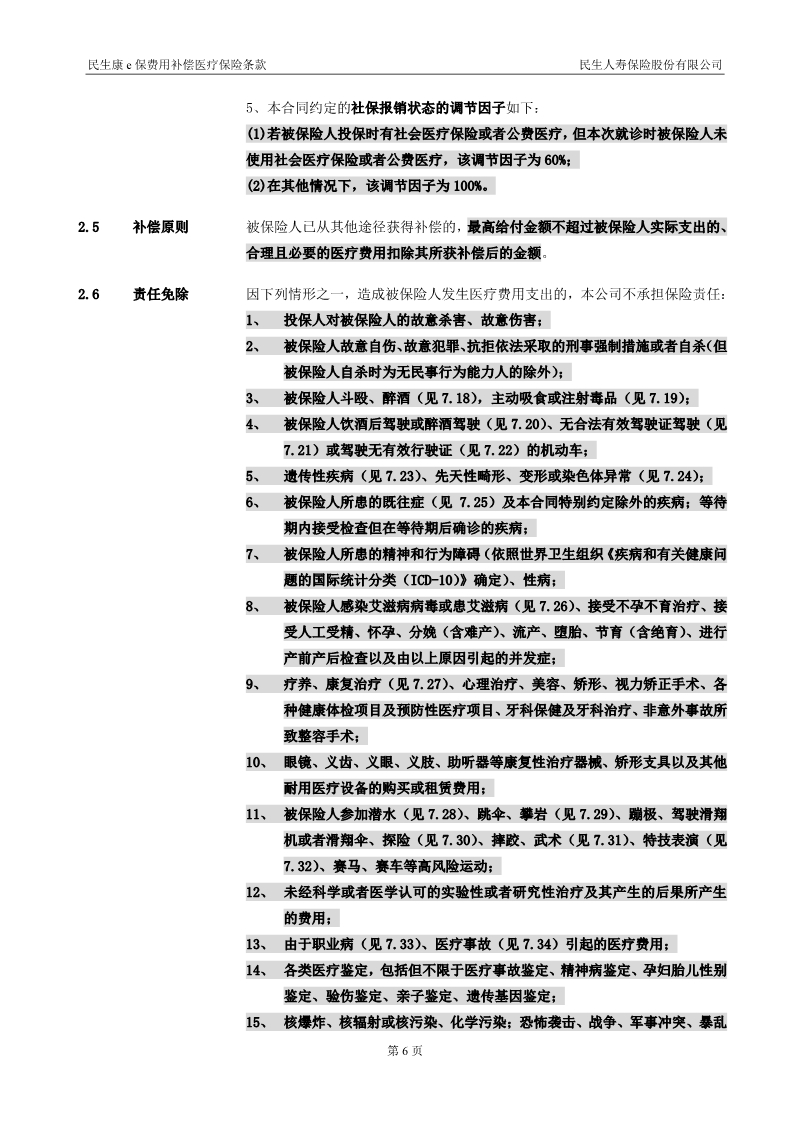 民生康 e 保费用补偿医疗保险条款 民生人寿保险股份有限公司
5、本合同约定的社保报销状态的调节因子如下：
(1)若被保险人投保时有社会医疗保险或者公费医疗，但本次就诊时被保险人未
使用社会医疗保险或者公费医疗，该调节因子为 60%；
(2)在其他情况下，该调节因子为 100%。
2.5 补偿原则 被保险人已从其他途径获得补偿的，最高给付金额不超过被保险人实际支出的、
合理且必要的医疗费用扣除其所获补偿后的金额。
2.6 责任免除 因下列情形之一，造成被保险人发生医疗费用支出的，本公司不承担保险责任：
1、 投保人对被保险人的故意杀害、故意伤害；
2、 被保险人故意自伤、故意犯罪、抗拒依法采取的刑事强制措施或者自杀（但
被保险人自杀时为无民事行为能力人的除外）；
3、 被保险人斗殴、醉酒（见 7.18），主动吸食或注射毒品（见 7.19）；
4、 被保险人饮酒后驾驶或醉酒驾驶（见 7.20）、无合法有效驾驶证驾驶（见
7.21）或驾驶无有效行驶证（见 7.22）的机动车；
5、 遗传性疾病（见 7.23）、先天性畸形、变形或染色体异常（见 7.24）；
6、 被保险人所患的既往症（见 7.25）及本合同特别约定除外的疾病；等待
期内接受检查但在等待期后确诊的疾病；
7、 被保险人所患的精神和行为障碍（依照世界卫生组织《疾病和有关健康问
题的国际统计分类（ICD-10）》确定）、性病；
8、 被保险人感染艾滋病病毒或患艾滋病（见 7.26）、接受不孕不育治疗、接
受人工受精、怀孕、分娩（含难产）、流产、堕胎、节育（含绝育）、进行
产前产后检查以及由以上原因引起的并发症；
9、 疗养、康复治疗（见 7.27）、心理治疗、美容、矫形、视力矫正手术、各
种健康体检项目及预防性医疗项目、牙科保健及牙科治疗、非意外事故所
致整容手术；
10、 眼镜、义齿、义眼、义肢、助听器等康复性治疗器械、矫形支具以及其他
耐用医疗设备的购买或租赁费用；
11、 被保险人参加潜水（见 7.28）、跳伞、攀岩（见 7.29）、蹦极、驾驶滑翔
机或者滑翔伞、探险（见 7.30）、摔跤、武术（见 7.31）、特技表演（见
7.32）、赛马、赛车等高风险运动；
12、 未经科学或者医学认可的实验性或者研究性治疗及其产生的后果所产生
的费用；
13、 由于职业病（见 7.33）、医疗事故（见 7.34）引起的医疗费用；
14、 各类医疗鉴定，包括但不限于医疗事故鉴定、精神病鉴定、孕妇胎儿性别
鉴定、验伤鉴定、亲子鉴定、遗传基因鉴定；
15、 核爆炸、核辐射或核污染、化学污染；恐怖袭击、战争、军事冲突、暴乱
第 6 页